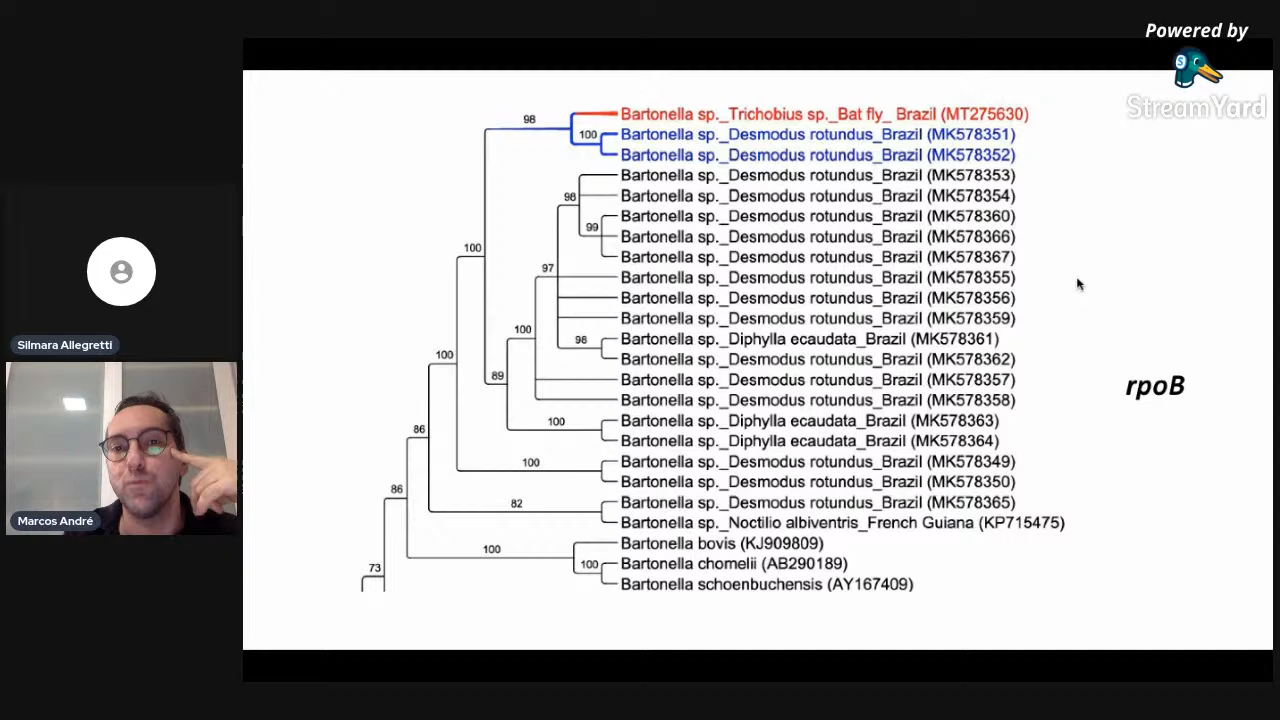 Powered by
StreamYard
98
Bartonella sp._Trichobius sp._Bat fly_ Brazil (MT275630)
100
Bartonella sp._Desmodus rotundus_Brazil (MK578351)
Bartonella sp._Desmodus rotundus_Brazil (MK578352)
Bartonella sp._Desmodus rotundus_Brazil (MK578353)
98
Bartonella sp._Desmodus rotundus_Brazil (MK578354)
Bartonella sp._Desmodus rotundus_Brazil (MK578360)
99
Bartonella sp._Desmodus rotundus_Brazil (MK578366)
100
Bartonella sp._Desmodus rotundus_Brazil (MK578367)
97
Bartonella sp._Desmodus rotundus_Brazil (MK578355)
Bartonella sp._Desmodus rotundus_Brazil (MK578356)
Bartonella sp._Desmodus rotundus_Brazil (MK578359)
100
98
Bartonella sp._Diphylla ecaudata_Brazil (MK578361)
100
Bartonella sp._Desmodus rotundus_Brazil (MK578362)
89
Bartonella sp._Desmodus rotundus_Brazil (MK578357)
Bartonella sp._Desmodus rotundus_Brazil (MK578358)
100
Bartonella sp._Diphylla ecaudata_Brazil (MK578363)
86
Bartonella sp._Diphylla ecaudata_Brazil (MK578364)
100
Bartonella sp._Desmodus rotundus_Brazil (MK578349)
Bartonella sp._Desmodus rotundus_Brazil (MK578350)
86
82
Bartonella sp._Desmodus rotundus_Brazil (MK578365)
Bartonella sp._Noctilio albiventris_French Guiana (KP715475)
100
Bartonella bovis (KJ909809)
73
100
Bartonella chomelii (AB290189)
Bartonella schoenbuchensis (AY167409)
rpoB
Silmara Allegretti
Marcos André